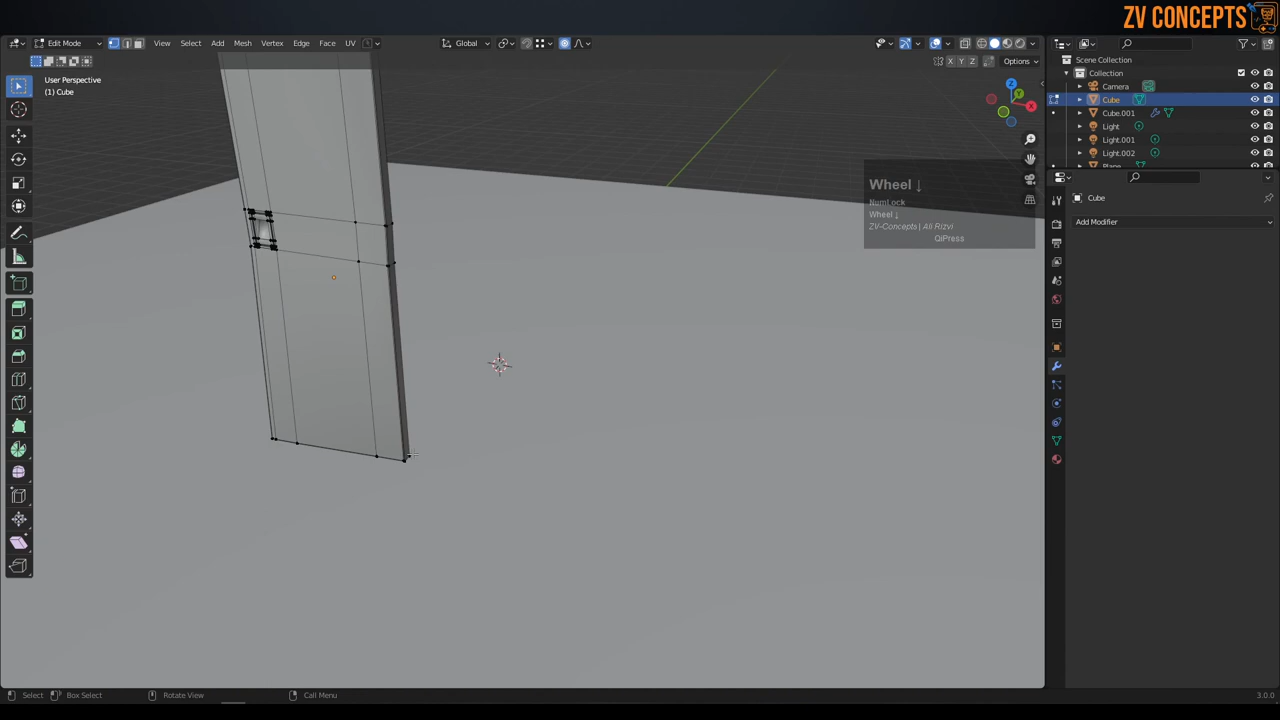 ZV CONCEPTS
Edit Mode
View Select Add Mesh Vertex Edge Face UV
Global
X Y Z Options
User Perspective
(1) Cube
Z
Y
X
Wheel ↓
NumLock
Wheel ↓
ZV-Concepts| Ali Rizvi
QiPress
Scene Collection
Collection
Camera
Cube
Cube.001
Light
Light.001
Light.002
Plane
Cube
Add Modifier
Select Box Select Rotate View Call Menu
3.0.0